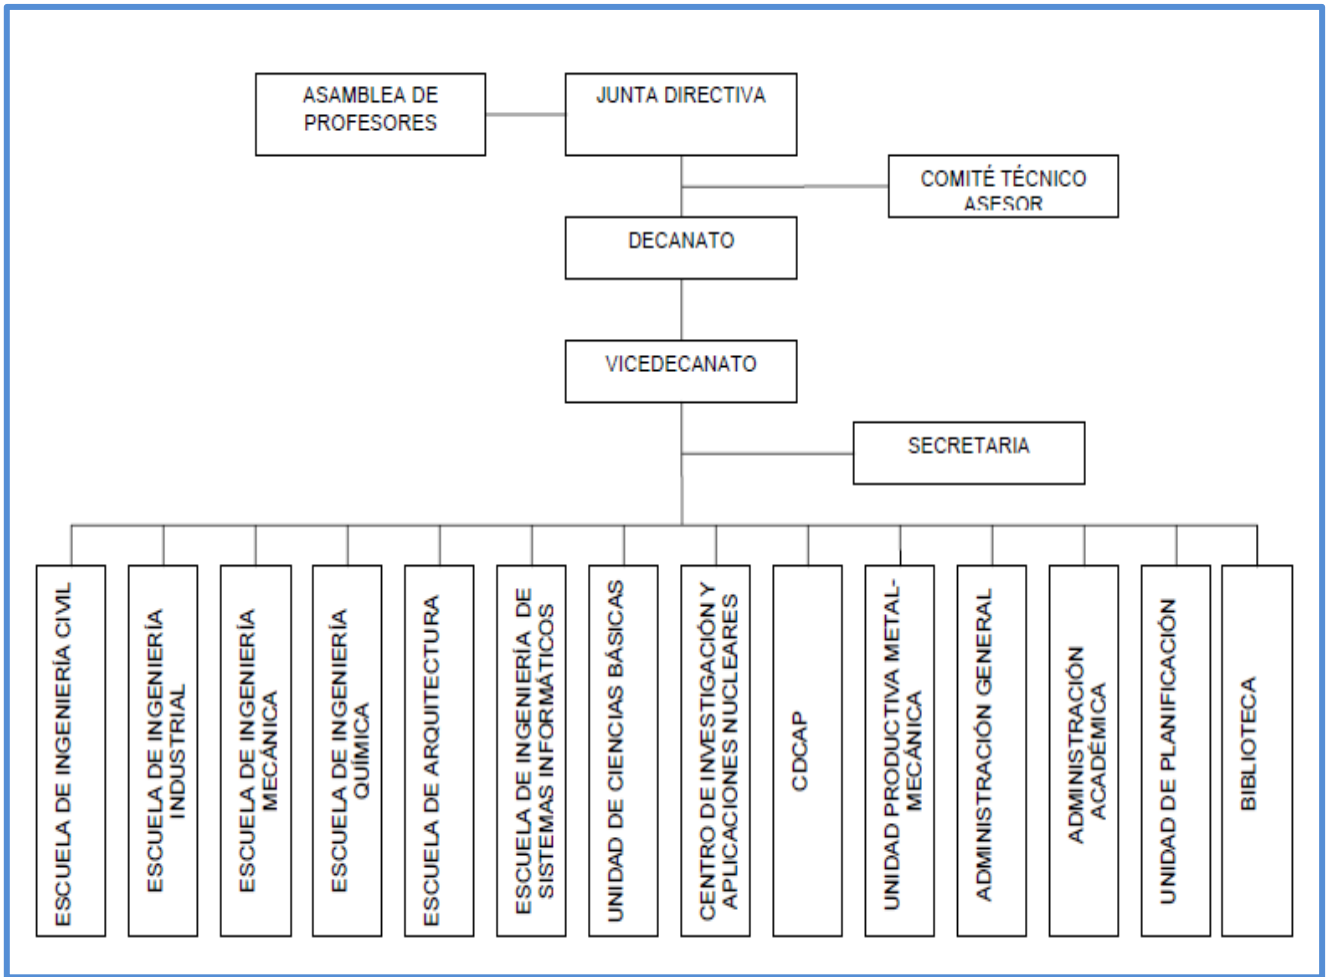 ASAMBLEA DE
PROFESORES
JUNTA DIRECTIVA
COMITÉ TÉCNICO
ASESOR
DECANATO
VICEDECANATO
SECRETARIA
ESCUELA DE INGENIERÍA CIVIL
ESCUELA DE INGENIERÍA
INDUSTRIAL
ESCUELA DE INGENIERÍA
MECÁNICA
ESCUELA DE INGENIERÍA
QUÍMICA
ESCUELA DE ARQUITECTURA
ESCUELA DE INGENIERÍA DE
SISTEMAS INFORMÁTICOS
UNIDAD DE CIENCIAS BÁSICAS
CENTRO DE INVESTIGACIÓN Y
APLICACIONES NUCLEARES
CDCAP
UNIDAD PRODUCTIVA METAL-
MECÁNICA
ADMINISTRACIÓN GENERAL
ADMINISTRACIÓN
ACADÉMICA
UNIDAD DE PLANIFICACIÓN
BIBLIOTECA